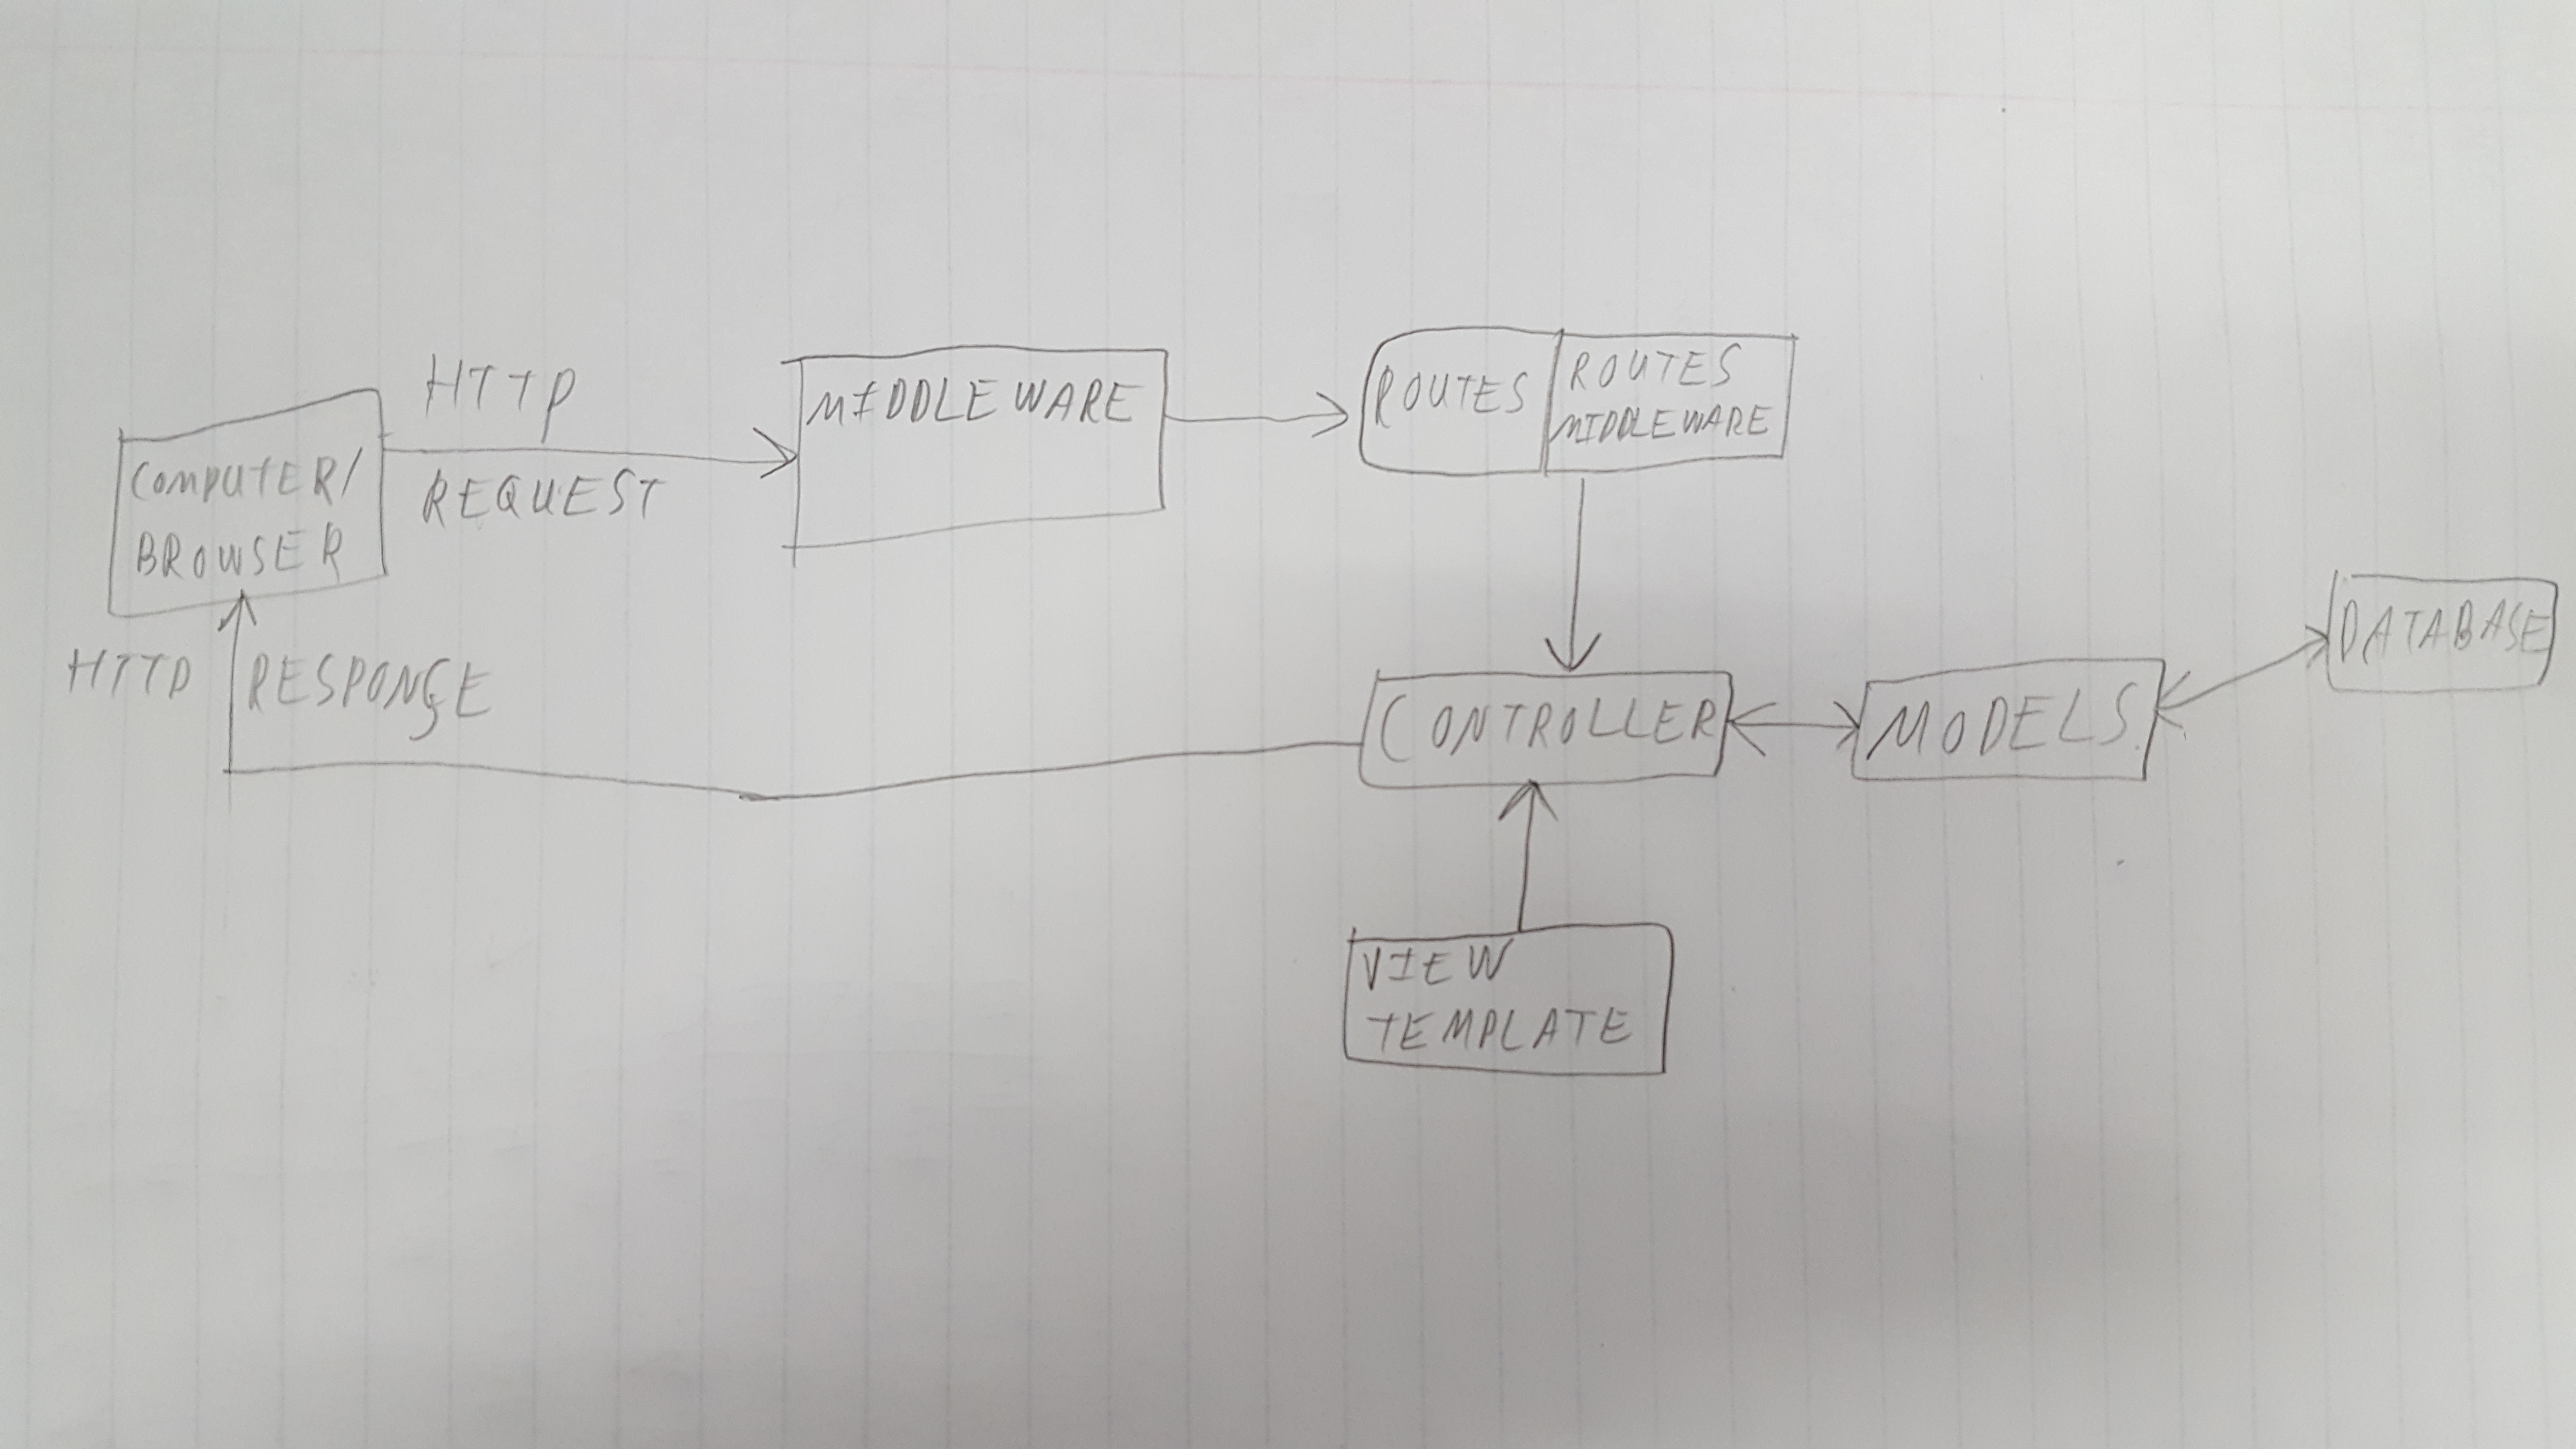 COMPUTER/
BROWSER
HTTP
REQUEST
MIDDLEWARE
ROUTES
ROUTES
MIDDLEWARE
HTTP RESPONSE
CONTROLLER
MODELS
DATABASE
VIEW
TEMPLATE